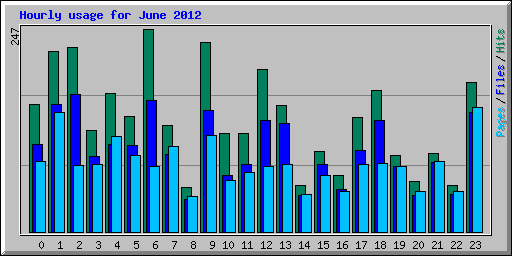 Hourly usage for June 2012
247
Pages / Files / Hits
0 1 2 3 4 5 6 7 8 9 10 11 12 13 14 15 16 17 18 19 20 21 22 23